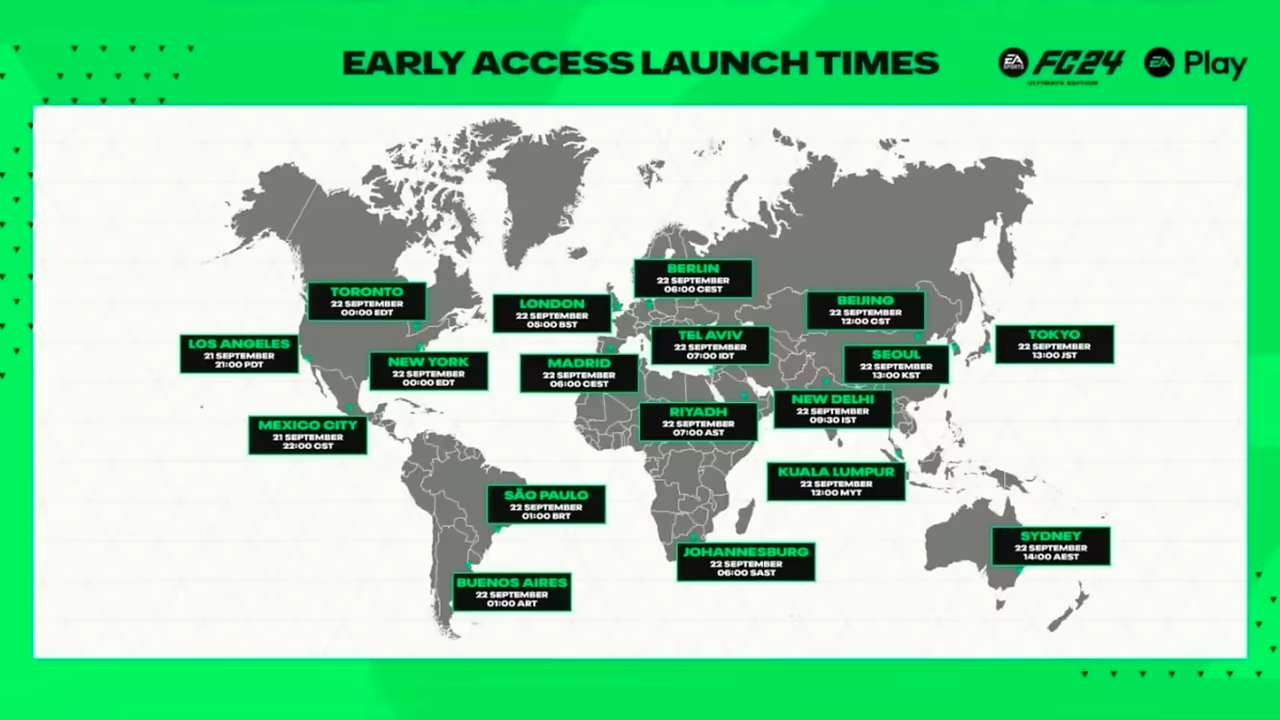 EARLY ACCESS LAUNCH TIMES
EA SPORTS FC24
ULTIMATE EDITION
EA Play
BERLIN
22 SEPTEMBER
06:00 CEST
TORONTO
22 SEPTEMBER
00:00 EDT
LONDON
22 SEPTEMBER
05:00 BST
BEIJING
22 SEPTEMBER
12:00 CST
LOS ANGELES
21 SEPTEMBER
21:00 PDT
NEW YORK
22 SEPTEMBER
00:00 EDT
MADRID
22 SEPTEMBER
06:00 CEST
TEL AVIV
22 SEPTEMBER
07:00 IDT
SEOUL
22 SEPTEMBER
13:00 KST
TOKYO
22 SEPTEMBER
13:00 JST
MEXICO CITY
21 SEPTEMBER
22:00 CST
RIYADH
22 SEPTEMBER
07:00 AST
NEW DELHI
22 SEPTEMBER
09:30 IST
KUALA LUMPUR
22 SEPTEMBER
12:00 MYT
SÃO PAULO
22 SEPTEMBER
01:00 BRT
JOHANNESBURG
22 SEPTEMBER
06:00 SAST
SYDNEY
22 SEPTEMBER
14:00 AEST
BUENOS AIRES
22 SEPTEMBER
01:00 ART